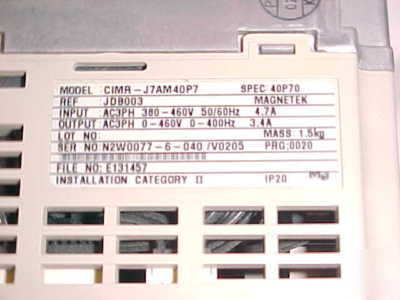 MODEL CIMR-J7AM40P7 SPEC 40P70
REF JDB003 MAGNETEK
INPUT AC3PH 380-460V 50/60Hz 4.7A
OUTPUT AC3PH 0-460V 0-400Hz 3.4A
LOT NO: MASS 1.5kg
SER NO N2W0077-6-040/V0205 PRG:0020
FILE NO: E131457
INSTALLATION CATEGORY II IP20